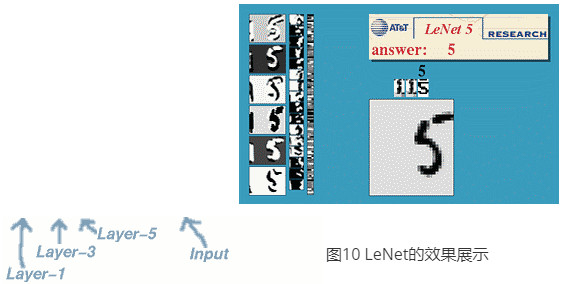 AT&T LeNet 5 RESEARCH
answer: 5
5
5
Layer-5
Layer-3
Input
Layer-1
图10 LeNet的效果展示